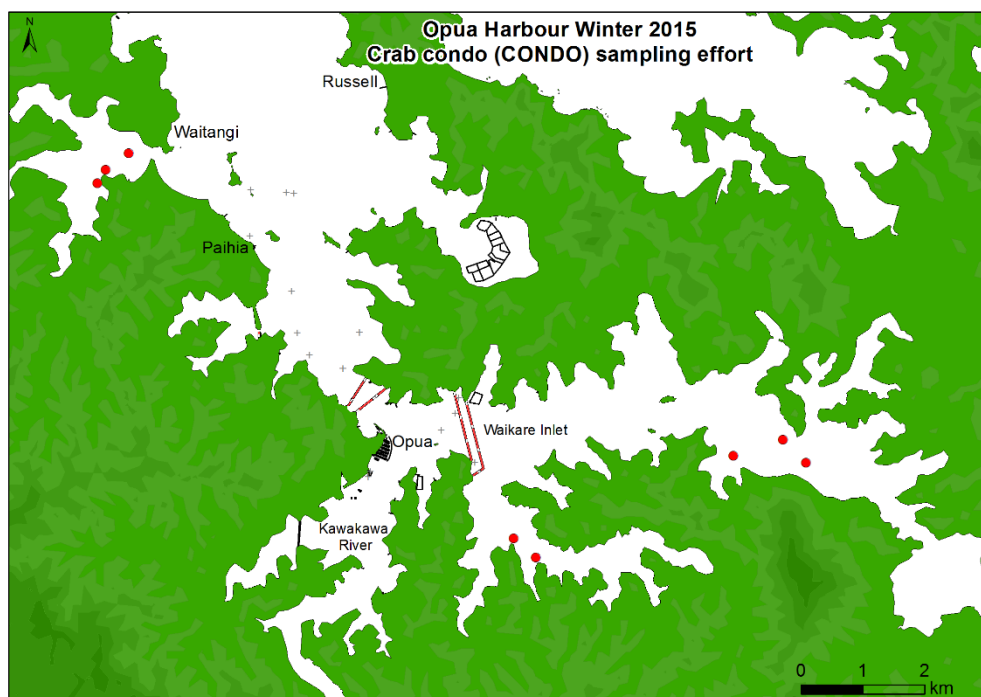 N
Opua Harbour Winter 2015
Crab condo (CONDO) sampling effort
Russell
Waitangi
Paihia
Opua
Waikare Inlet
Kawakawa
River
0 1 2
km